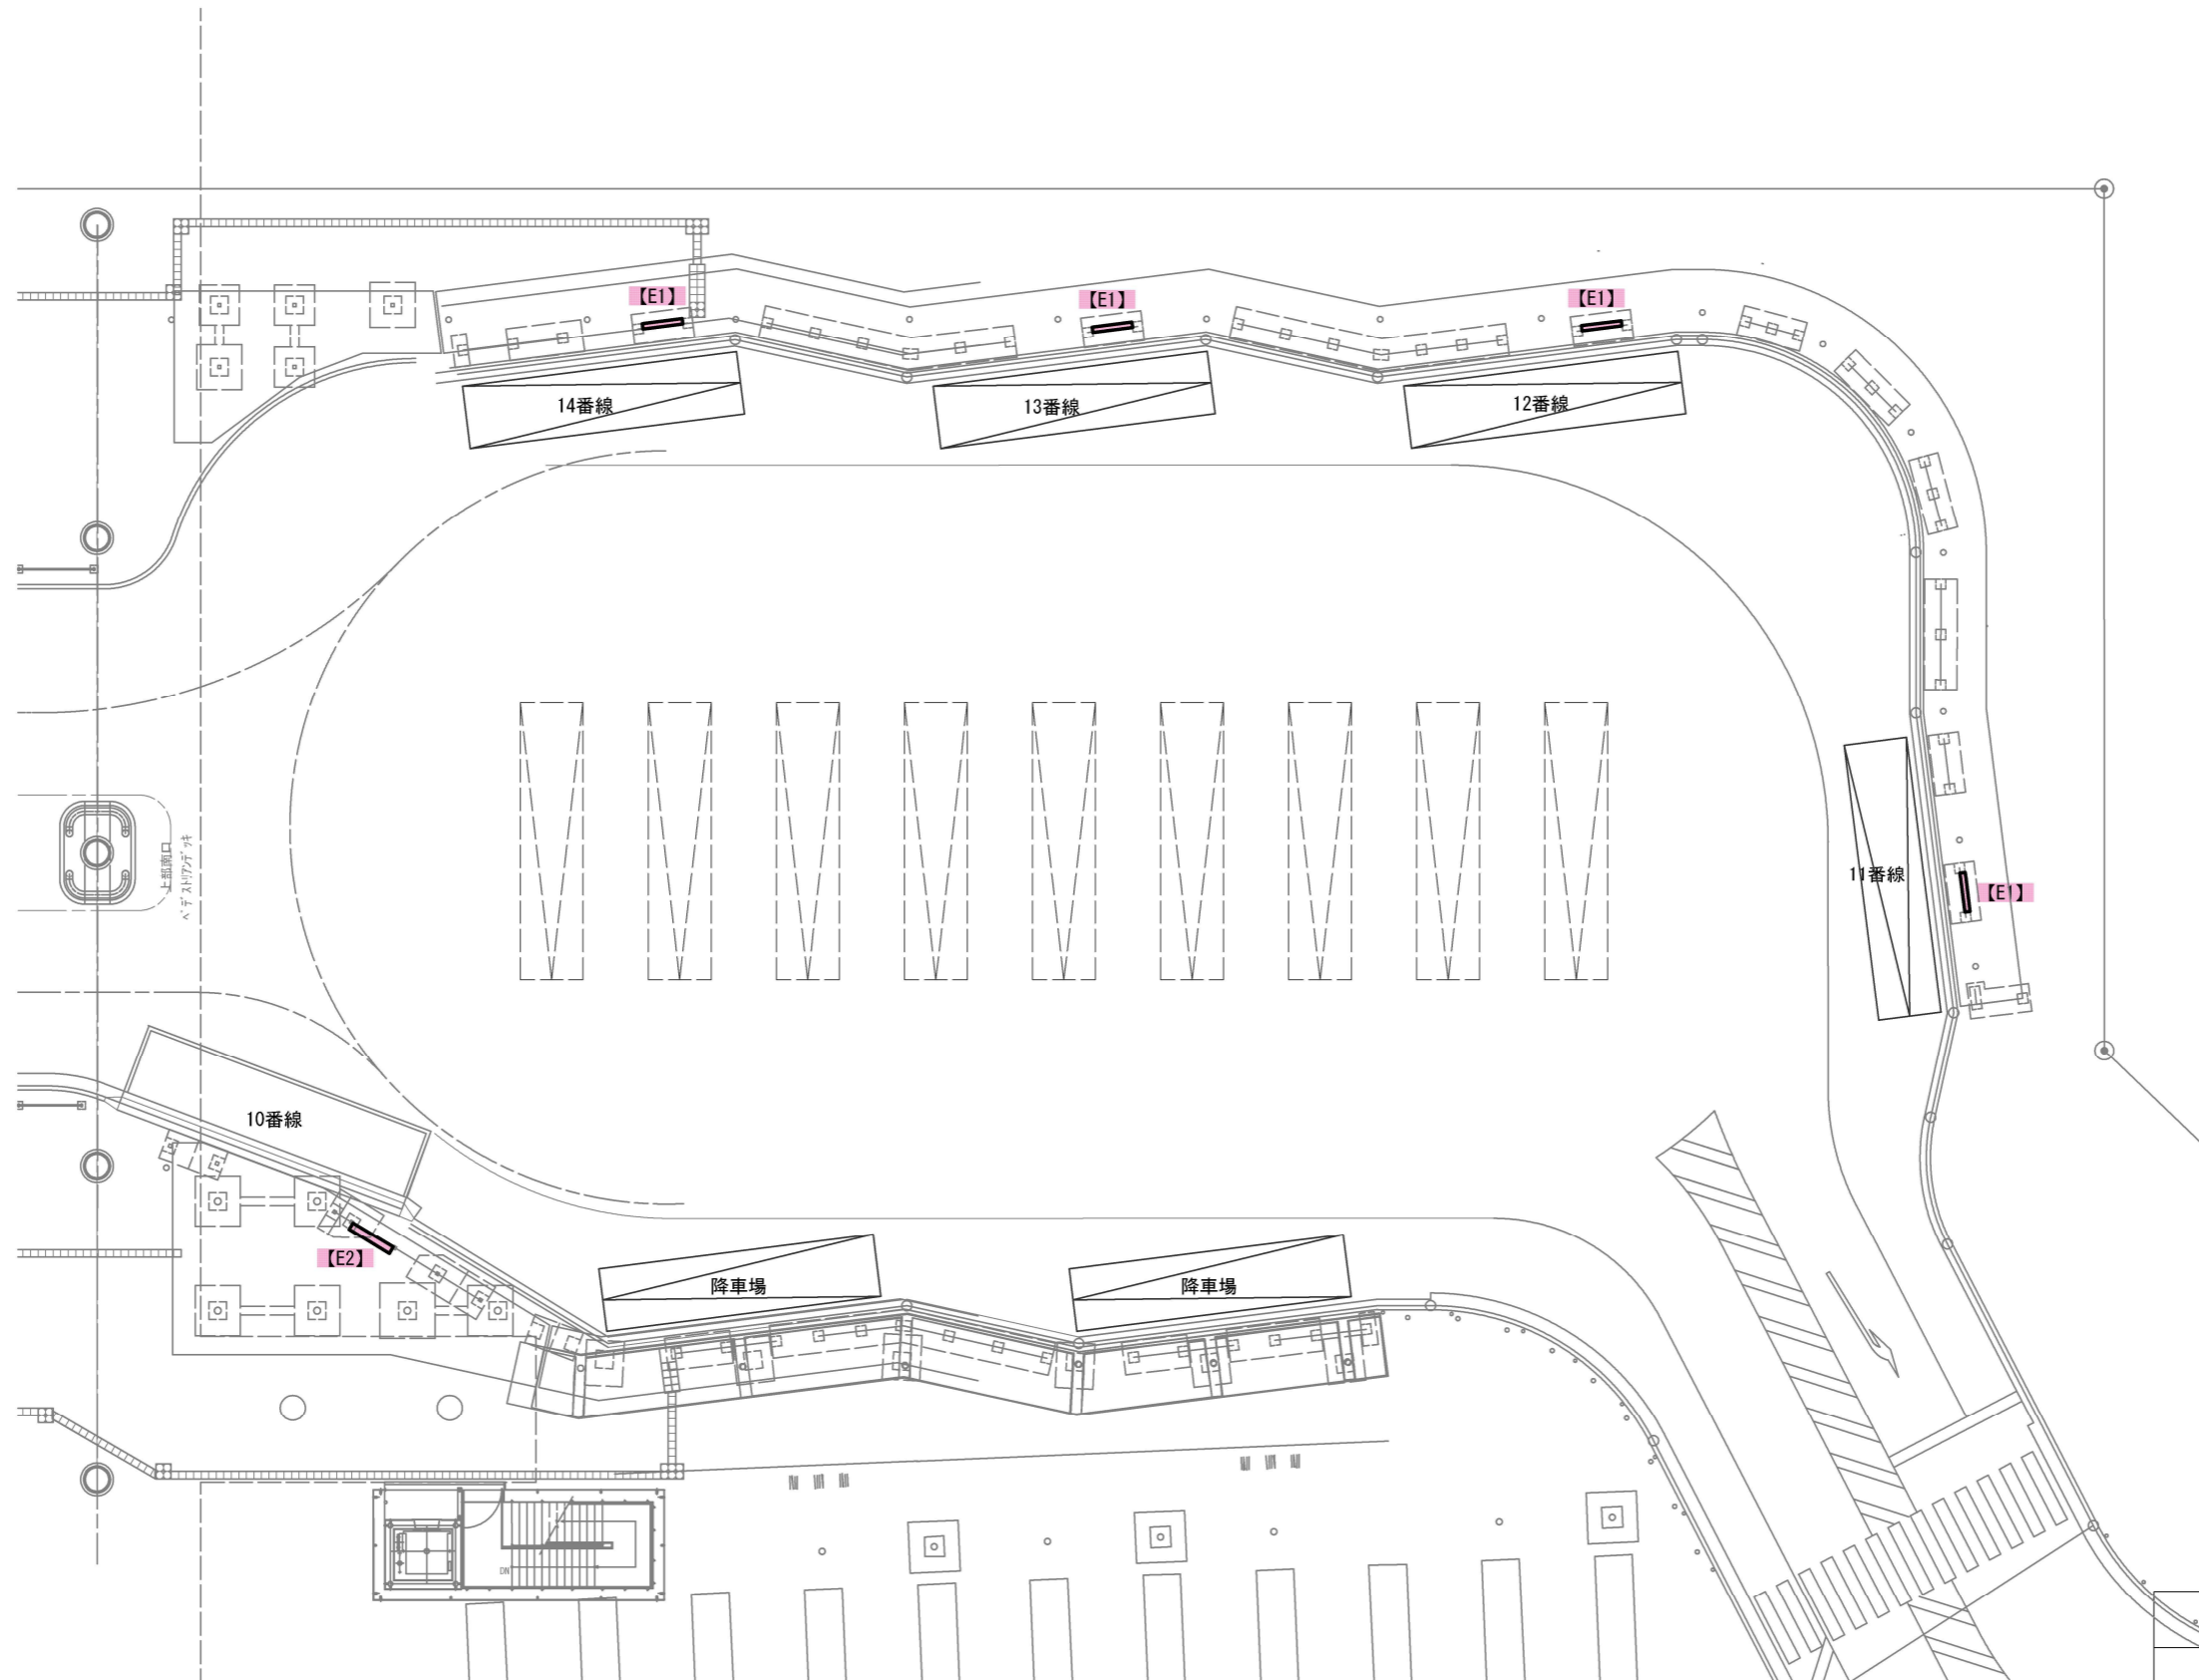 【E1】
【E1】
【E1】
14番線
13番線
12番線
上部南口
ペデストリアンデッキ
11番線
【E1】
10番線
【E2】
降車場
降車場
DN